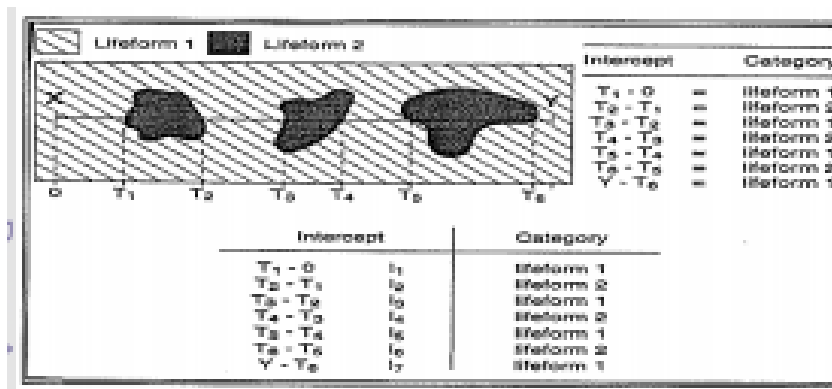 Lifeform 1 Lifeform 2
X Y
0 T₁ T₂ T₃ T₄ T₅ T₆
Intercept Category
T₁ - 0 = lifeform 1
T₂ - T₁ = lifeform 2
T₃ - T₂ = lifeform 1
T₄ - T₃ = lifeform 2
T₅ - T₄ = lifeform 1
T₆ - T₅ = lifeform 2
Y - T₆ = lifeform 1
Intercept Category
T₁ - 0 I₁ lifeform 1
T₂ - T₁ I₂ lifeform 2
T₃ - T₂ I₃ lifeform 1
T₄ - T₃ I₄ lifeform 2
T₅ - T₄ I₅ lifeform 1
T₆ - T₅ I₆ lifeform 2
Y - T₆ I₇ lifeform 1